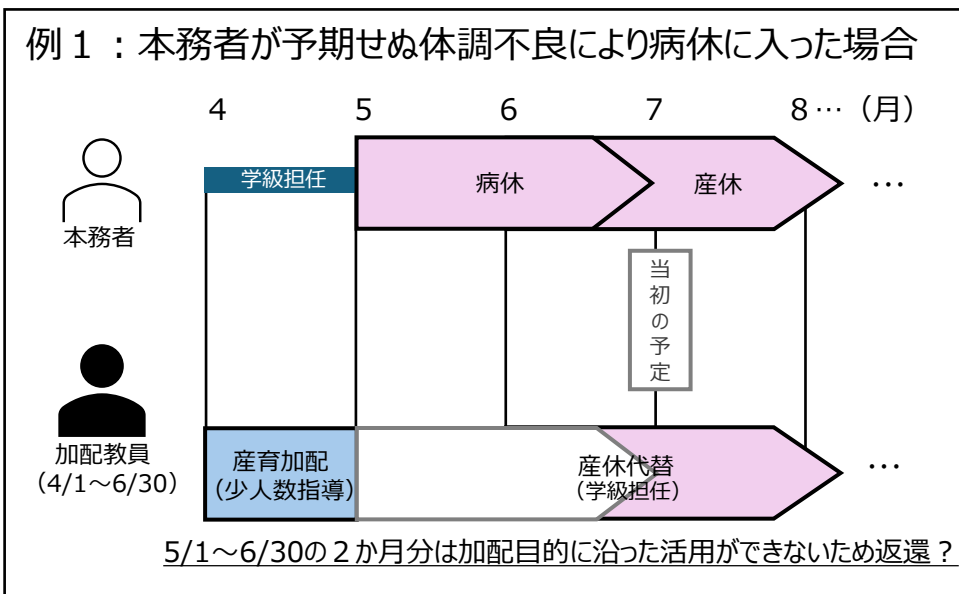 例１：本務者が予期せぬ体調不良により病休に入った場合
4 5 6 7 8…（月）
学級担任
病休
産休
…
本務者
当初の予定
加配教員
（4/1～6/30）
産育加配
（少人数指導）
産休代替
（学級担任）
…
5/1～6/30の２か月分は加配目的に沿った活用ができないため返還？